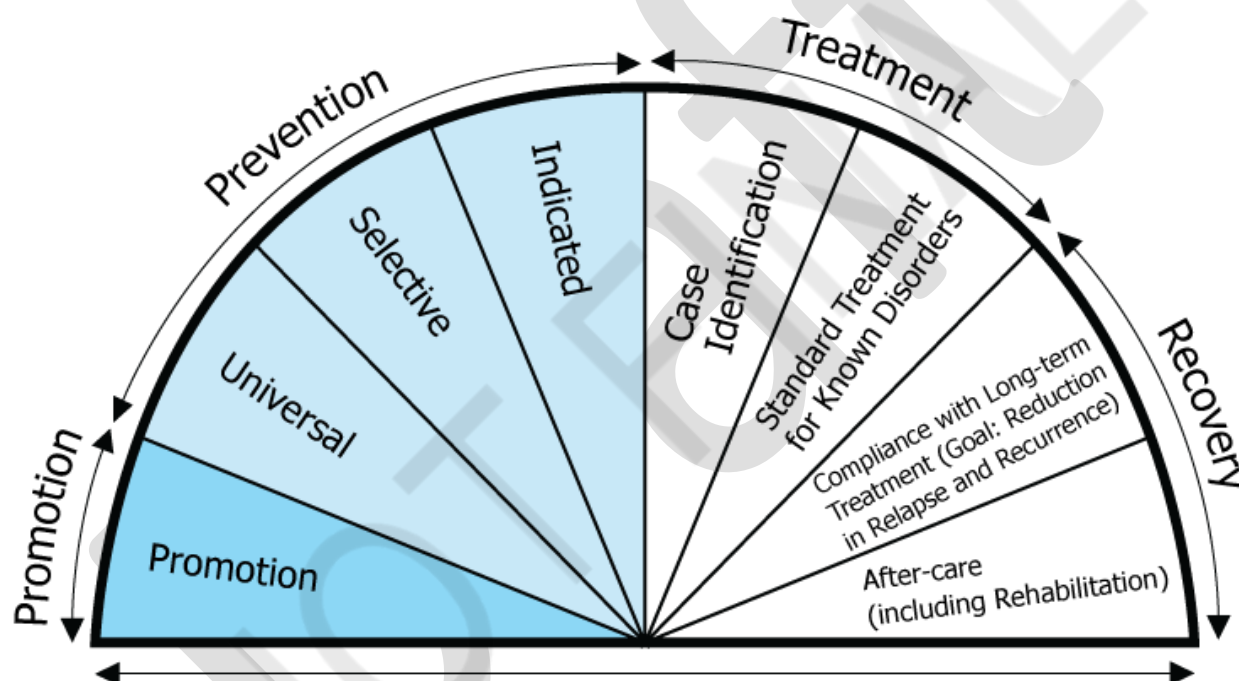 Treatment
Prevention
Indicated
Case
Identification
Selective
Standard Treatment
for Known Disorders
Universal
Compliance with Long-term
Treatment (Goal: Reduction
in Relapse and Recurrence)
Recovery
Promotion
Promotion
After-care
(including Rehabilitation)